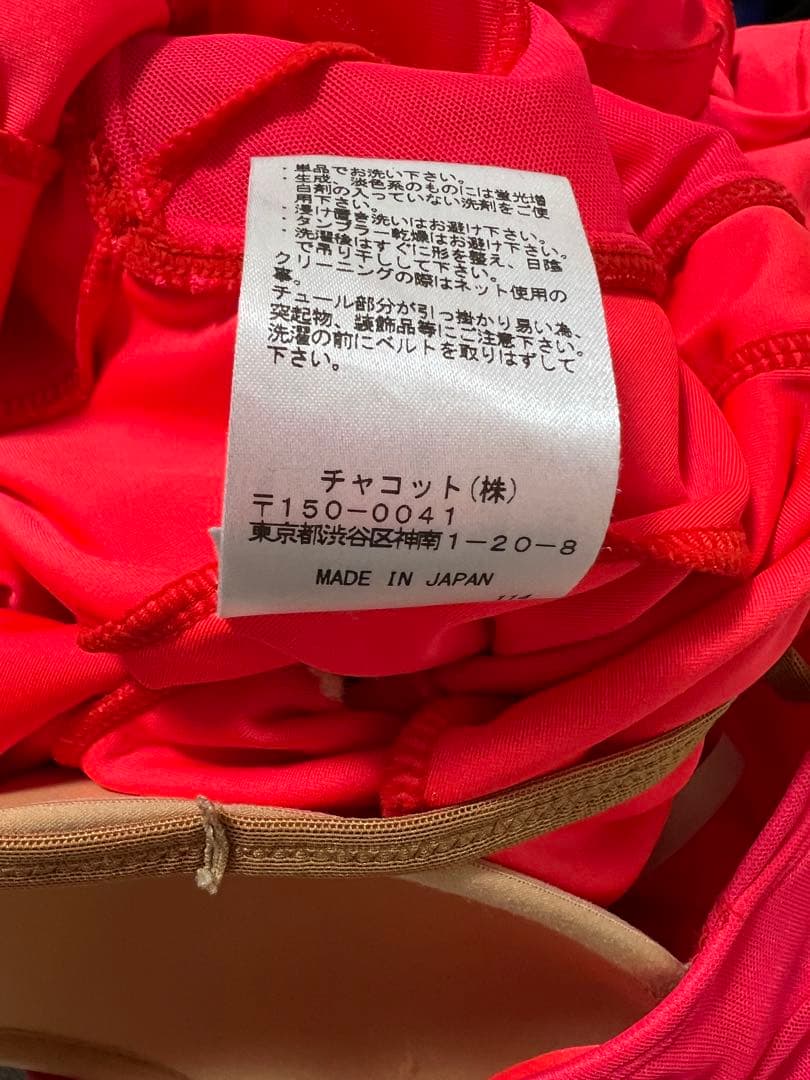 ・単品でお洗い下さい。
・生成、淡色系のものには蛍光増
白剤の入っていない洗剤をご使
用下さい。
・浸け置き洗いはお避け下さい。
・タンブラー乾燥はお避け下さい。
・洗濯後はすぐに形を整え、日陰
で吊り干しして下さい。
クリーニングの際はネット使用の
事。
チュール部分が引っ掛かり易い為、
突起物、装飾品等にご注意下さい。
洗濯の前にベルトを取りはずして
下さい。
チャコット(株)
〒150-0041
東京都渋谷区神南1-20-8
MADE IN JAPAN